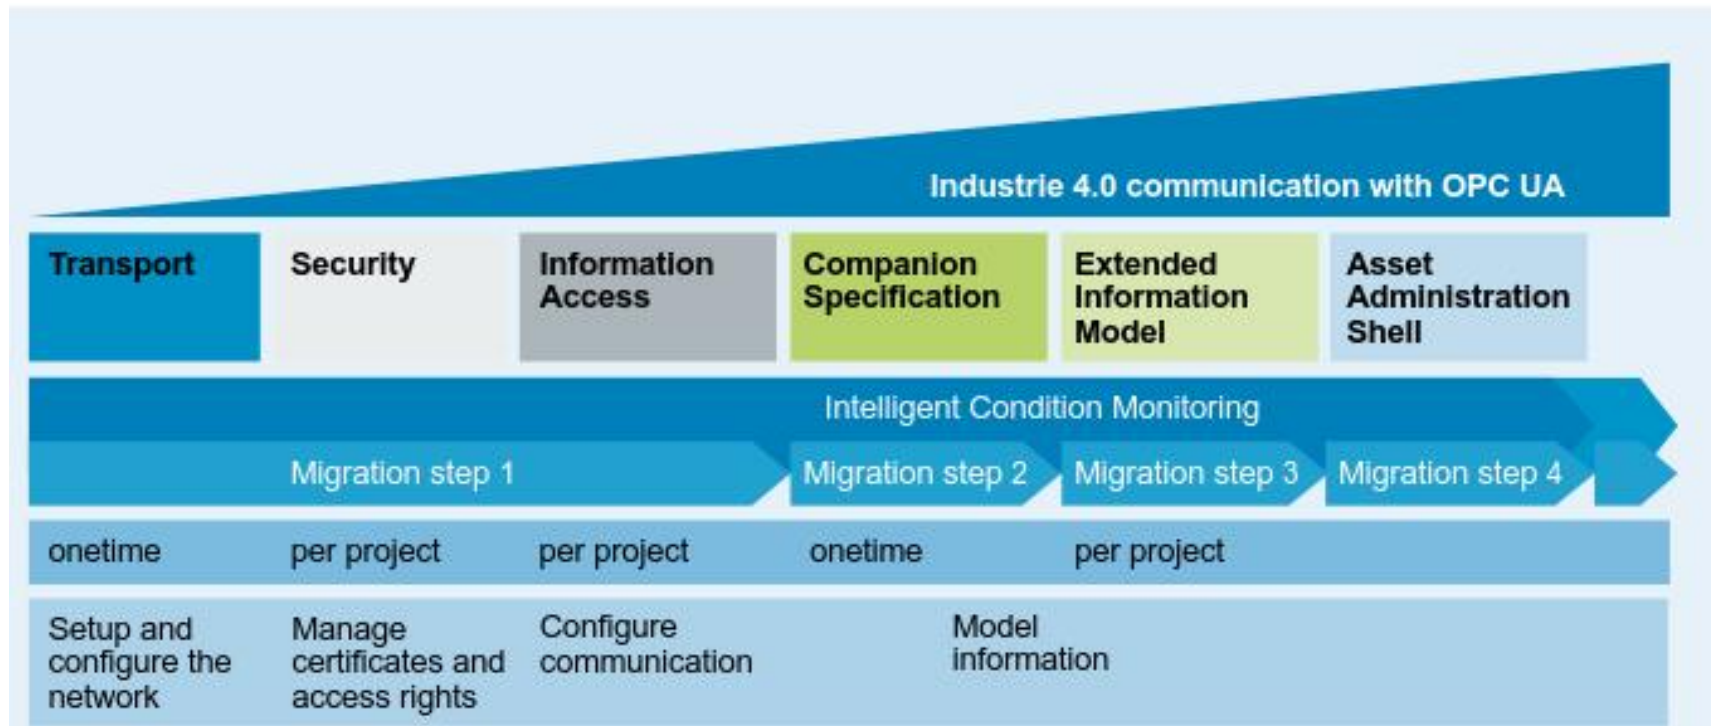 Industrie 4.0 communication with OPC UA
Transport
Security
Information
Access
Companion
Specification
Extended
Information
Model
Asset
Administration
Shell
Intelligent Condition Monitoring
Migration step 1
Migration step 2
Migration step 3
Migration step 4
onetime
per project
per project
onetime
per project
Setup and
configure the
network
Manage
certificates and
access rights
Configure
communication
Model
information